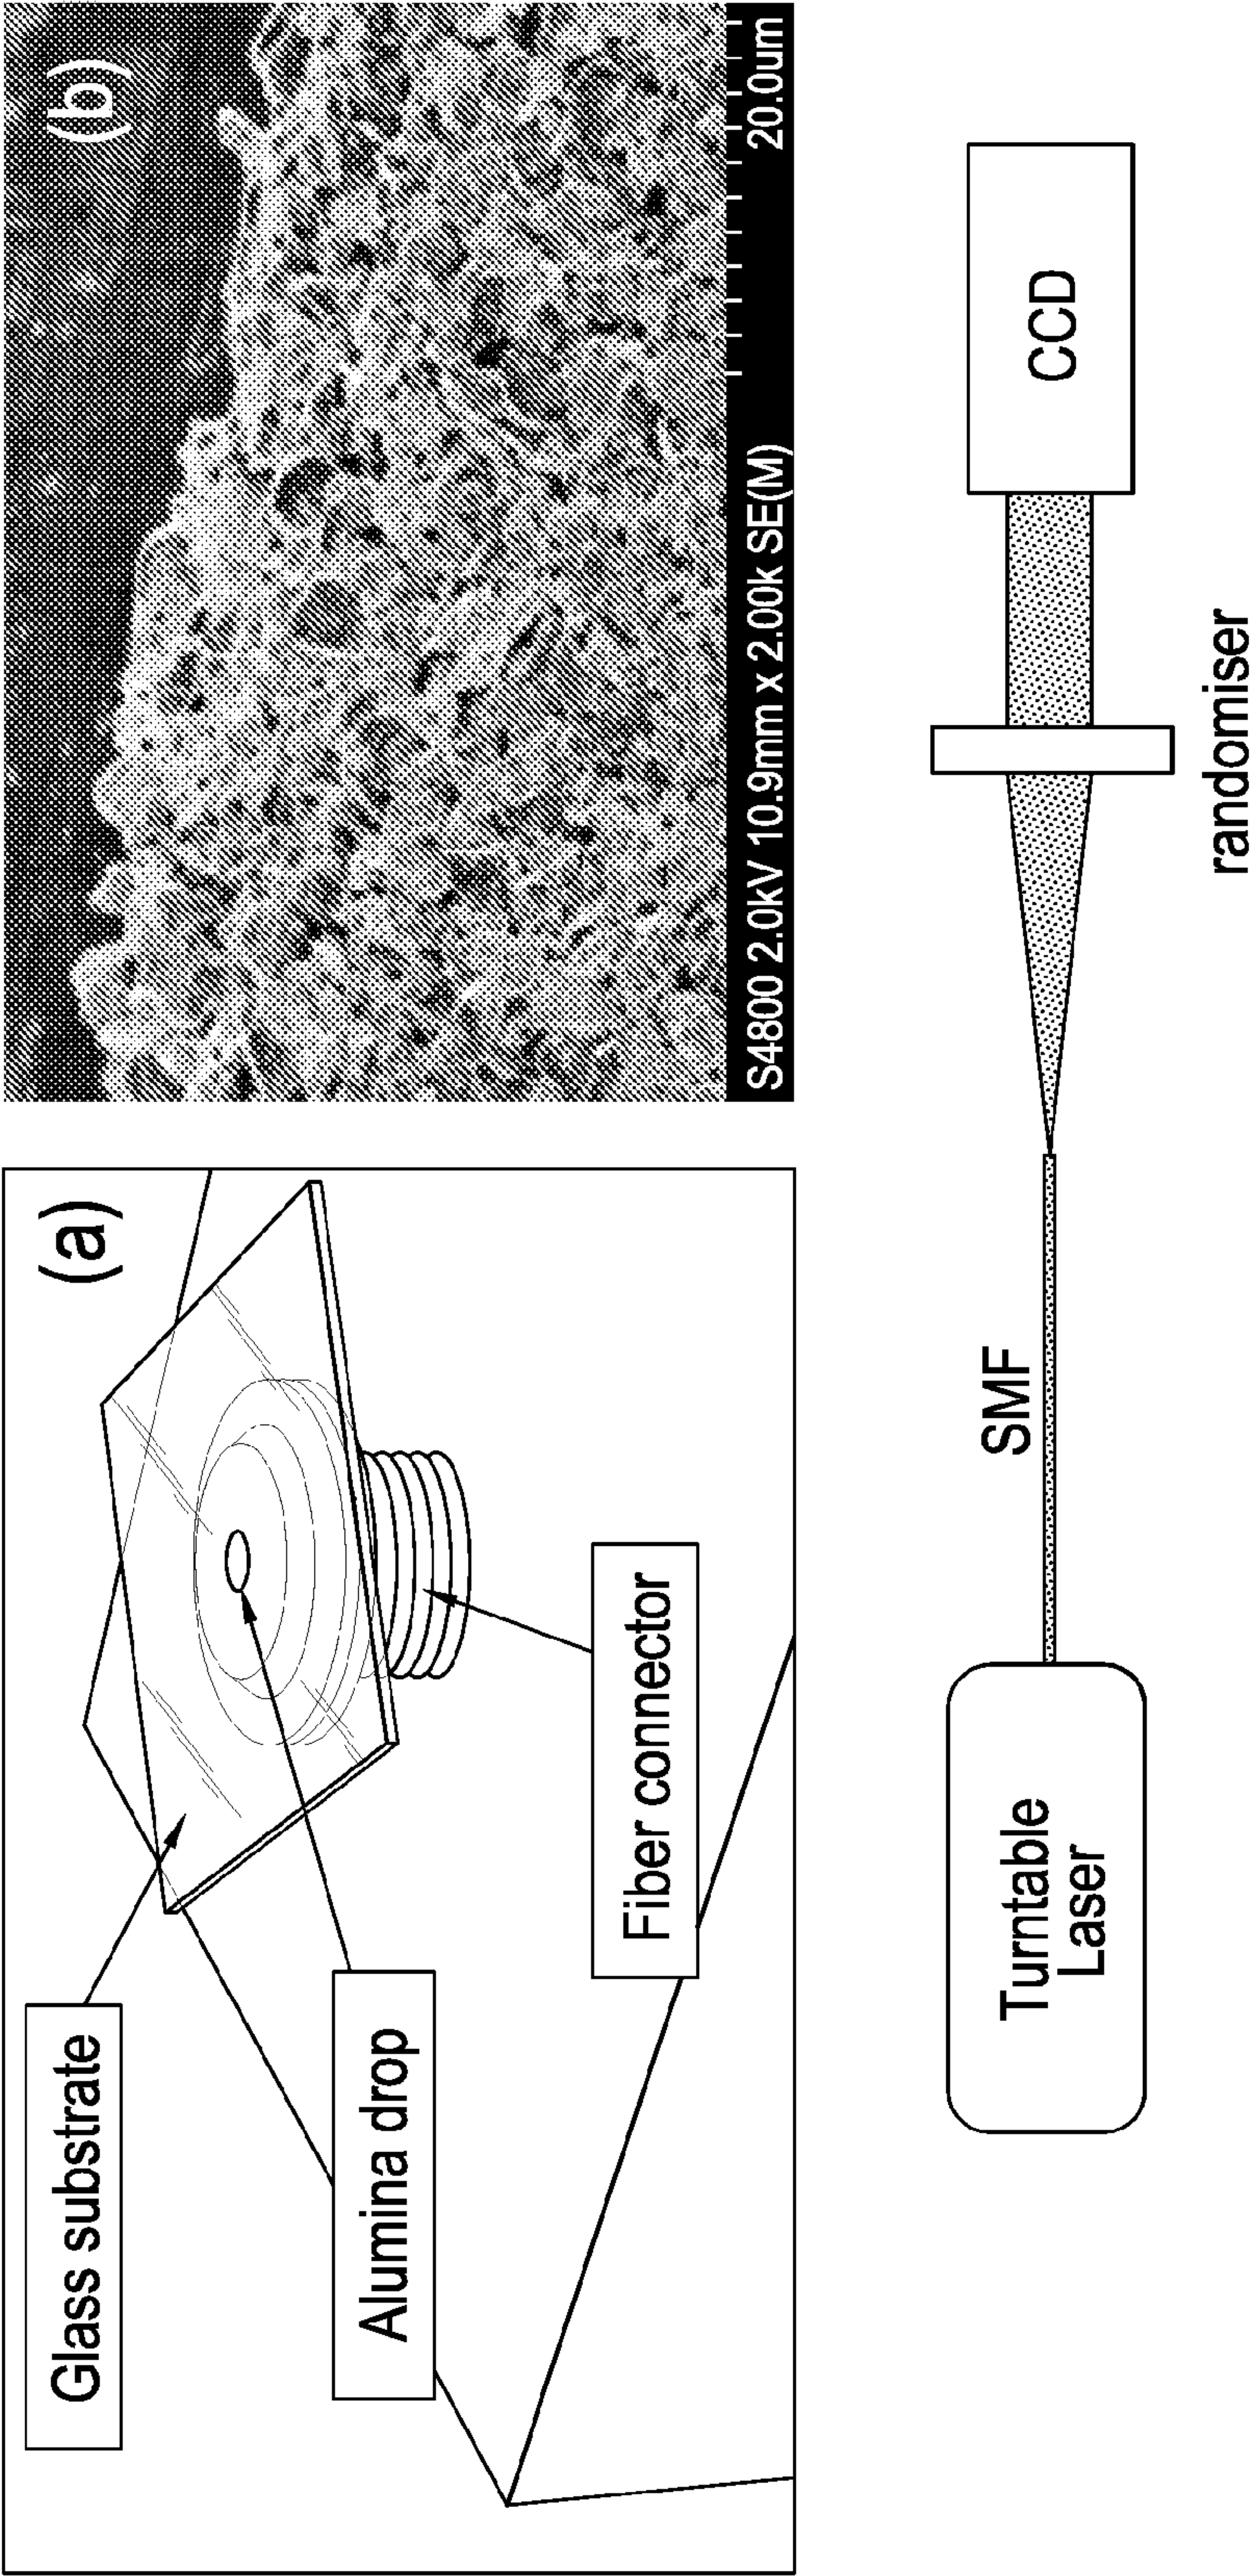 (a)
Glass substrate
Alumina drop
Fiber connector
(b)
S4800 2.0kV 10.9mm x 2.00k SE(M)
20.0um
Turntable
Laser
SMF
randomiser
CCD